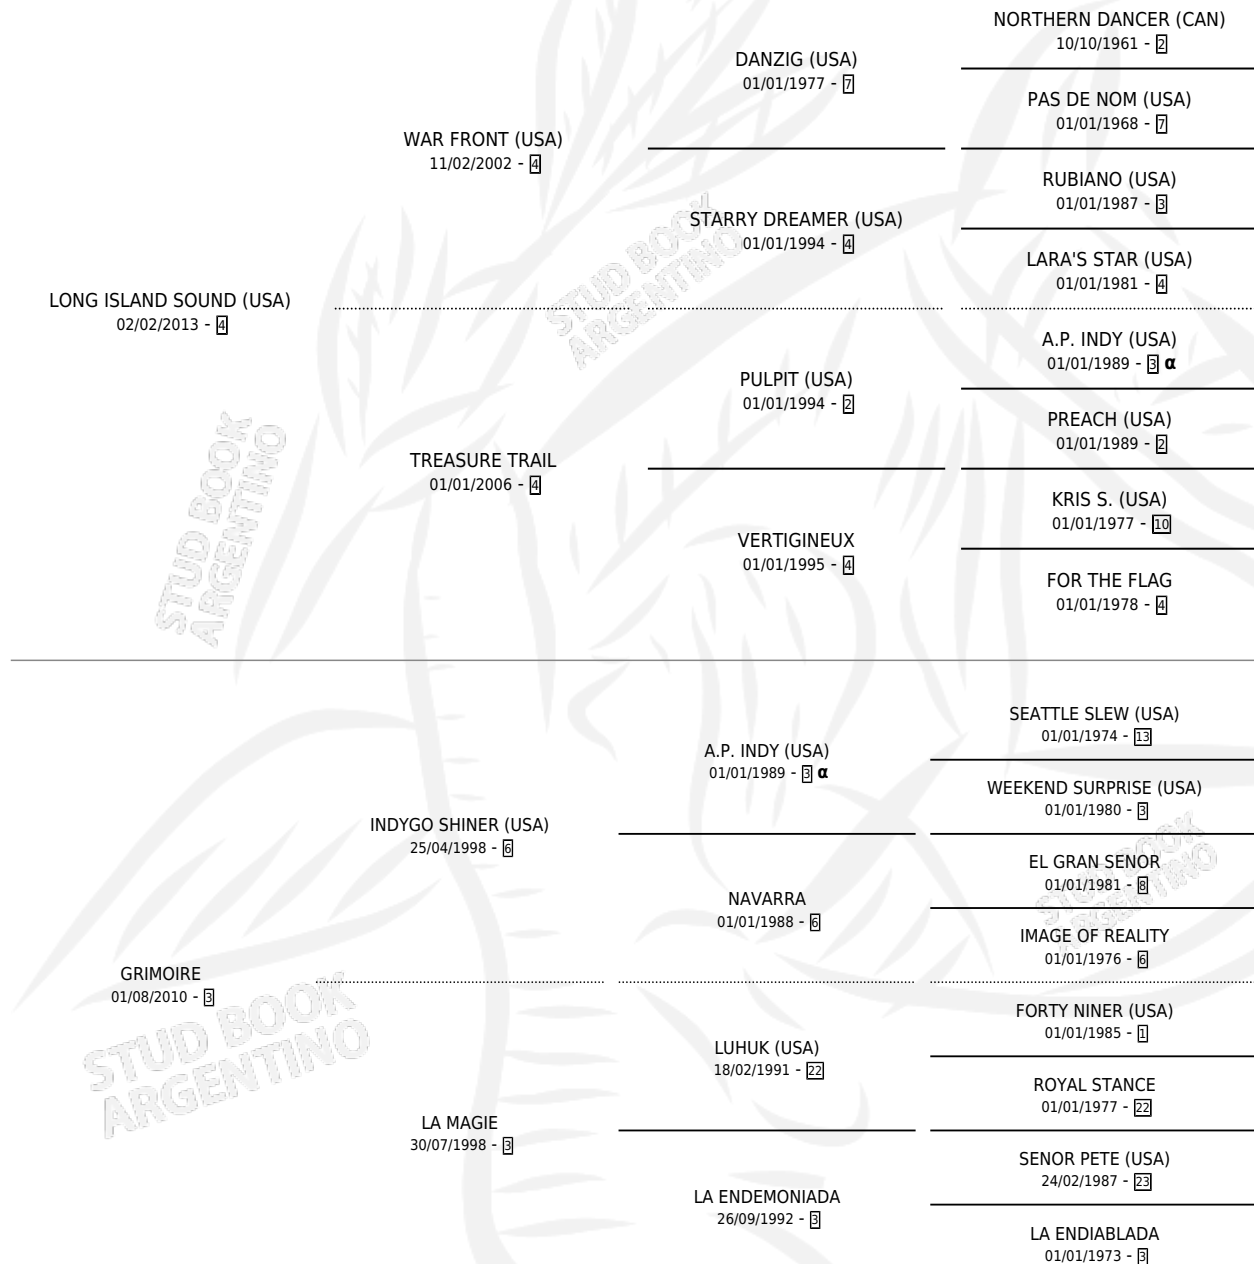 NORTHERN DANCER (CAN)
10/10/1961 - 2
DANZIG (USA)
01/01/1977 - 7
PAS DE NOM (USA)
01/01/1968 - 7
WAR FRONT (USA)
11/02/2002 - 4
RUBIANO (USA)
01/01/1987 - 3
STARRY DREAMER (USA)
01/01/1994 - 4
LARA'S STAR (USA)
01/01/1981 - 4
LONG ISLAND SOUND (USA)
02/02/2013 - 4
A.P. INDY (USA)
01/01/1989 - 3 α
PULPIT (USA)
01/01/1994 - 2
PREACH (USA)
01/01/1989 - 2
TREASURE TRAIL
01/01/2006 - 4
KRIS S. (USA)
01/01/1977 - 10
VERTIGINEUX
01/01/1995 - 4
FOR THE FLAG
01/01/1978 - 4
SEATTLE SLEW (USA)
01/01/1974 - 13
A.P. INDY (USA)
01/01/1989 - 3 α
WEEKEND SURPRISE (USA)
01/01/1980 - 3
INDYGO SHINER (USA)
25/04/1998 - 6
EL GRAN SENOR
01/01/1981 - 8
NAVARRA
01/01/1988 - 6
IMAGE OF REALITY
01/01/1976 - 6
GRIMOIRE
01/08/2010 - 3
FORTY NINER (USA)
01/01/1985 - 1
LUHUK (USA)
18/02/1991 - 22
ROYAL STANCE
01/01/1977 - 22
LA MAGIE
30/07/1998 - 3
SENOR PETE (USA)
24/02/1987 - 23
LA ENDEMONIADA
26/09/1992 - 3
LA ENDIABLADA
01/01/1973 - 3
STUD BOOK
ARGENTINO
STUD BOOK
ARGENTINO
STUD BOOK
ARGENTINO
STUD BOOK
ARGENTINO